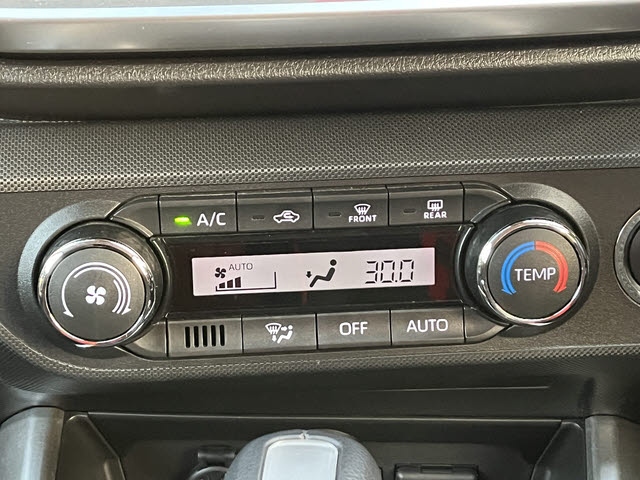 A/C
FRONT
REAR
AUTO
30.0
TEMP
OFF
AUTO